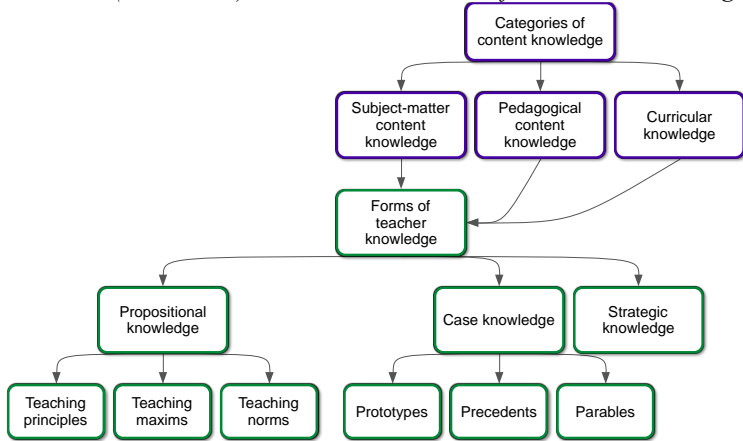 Categories of
content knowledge
Subject-matter
content
knowledge
Pedagogical
content
knowledge
Curricular
knowledge
Forms of
teacher
knowledge
Propositional
knowledge
Case knowledge
Strategic
knowledge
Teaching
principles
Teaching
maxims
Teaching
norms
Prototypes
Precedents
Parables